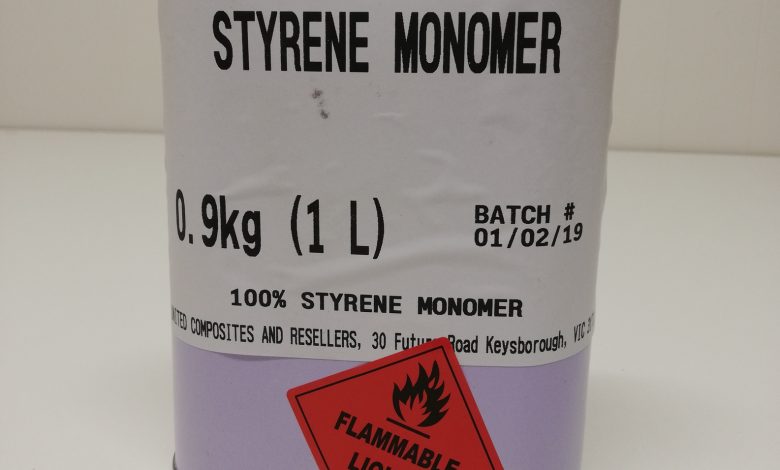 STYRENE MONOMER
0.9kg (1 L)
BATCH #
01/02/19
100% STYRENE MONOMER
COMPOSITES AND RESELLERS, 30 Road Keysborough, VIC
FLAMMABLE